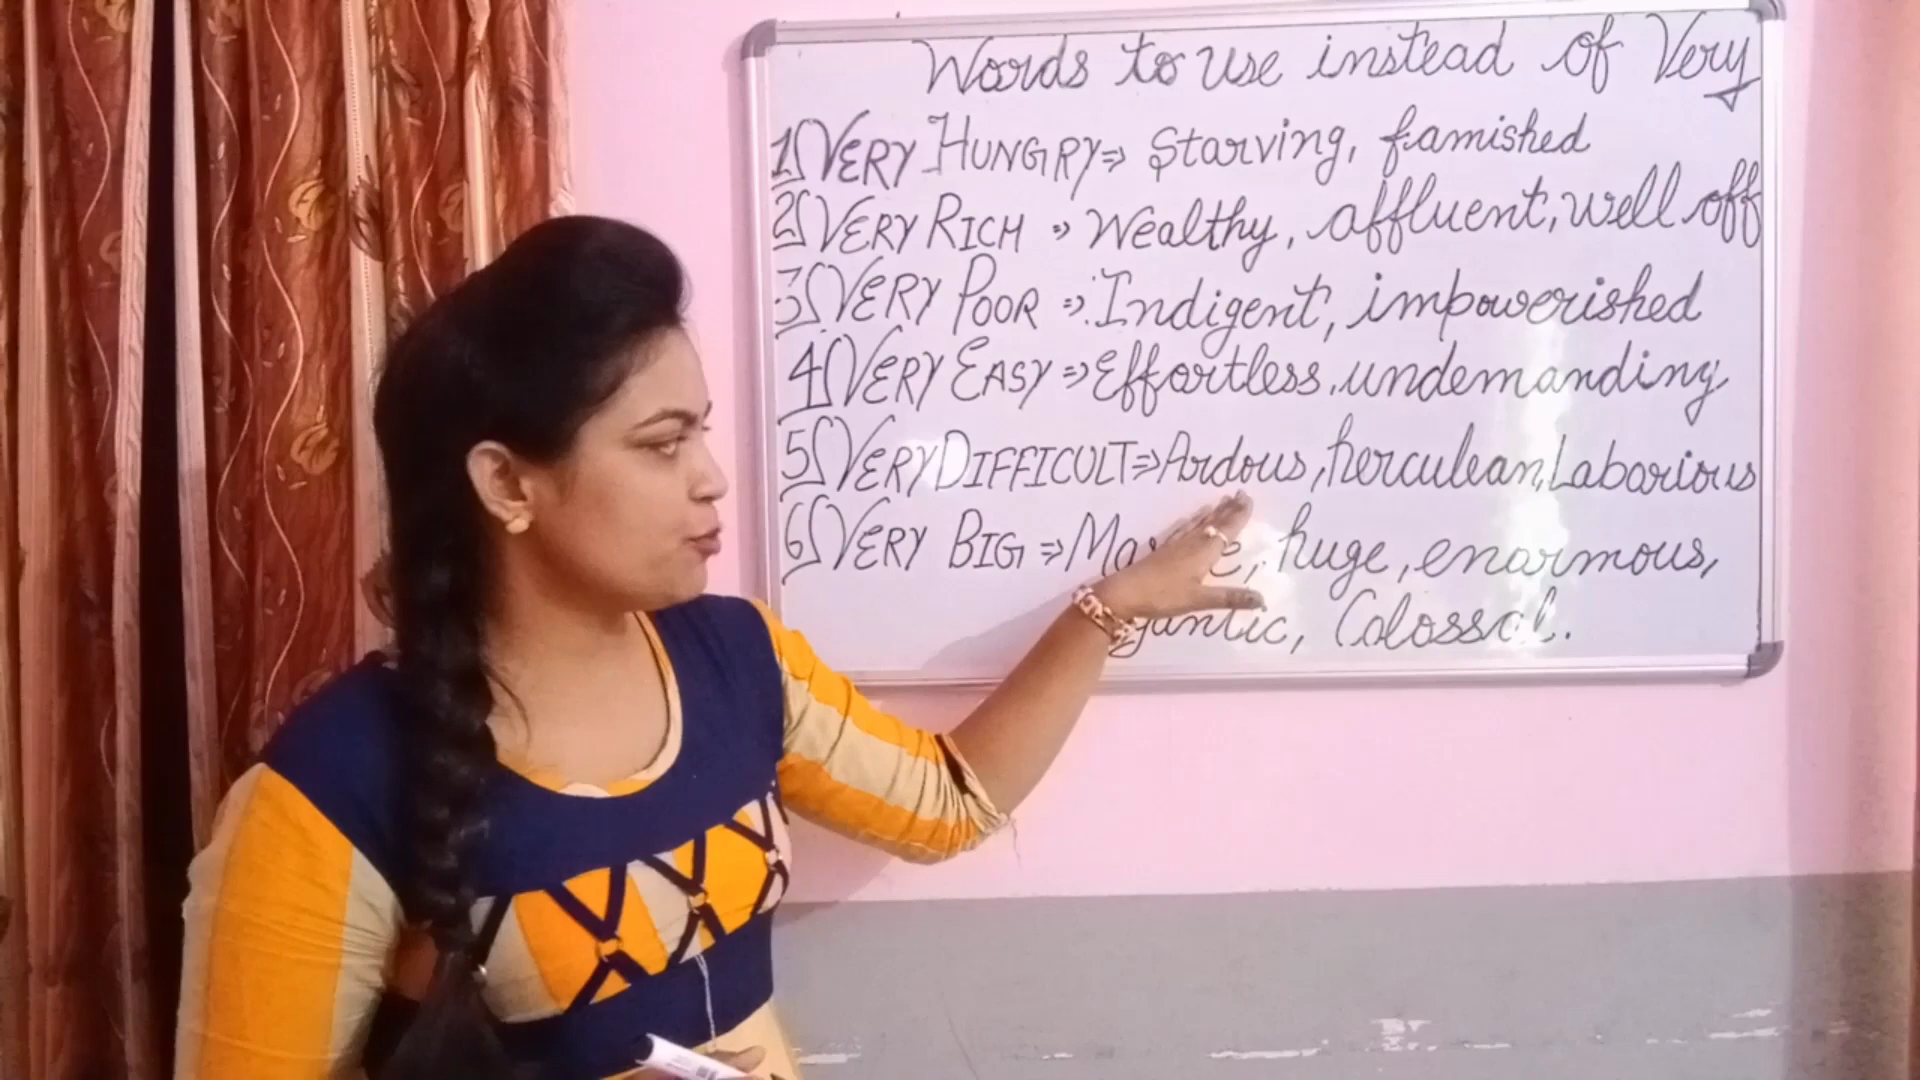 Words to use instead of Very
1) VERY HUNGRY => Starving, famished
2) VERY RICH => Wealthy, affluent, well off
3) VERY POOR => Indigent, impowerished
4) VERY EASY => Effortless, undemanding
5) VERY DIFFICULT => Ardous, herculean, Laborious
6) VERY BIG => huge, enormous,
Colossal.